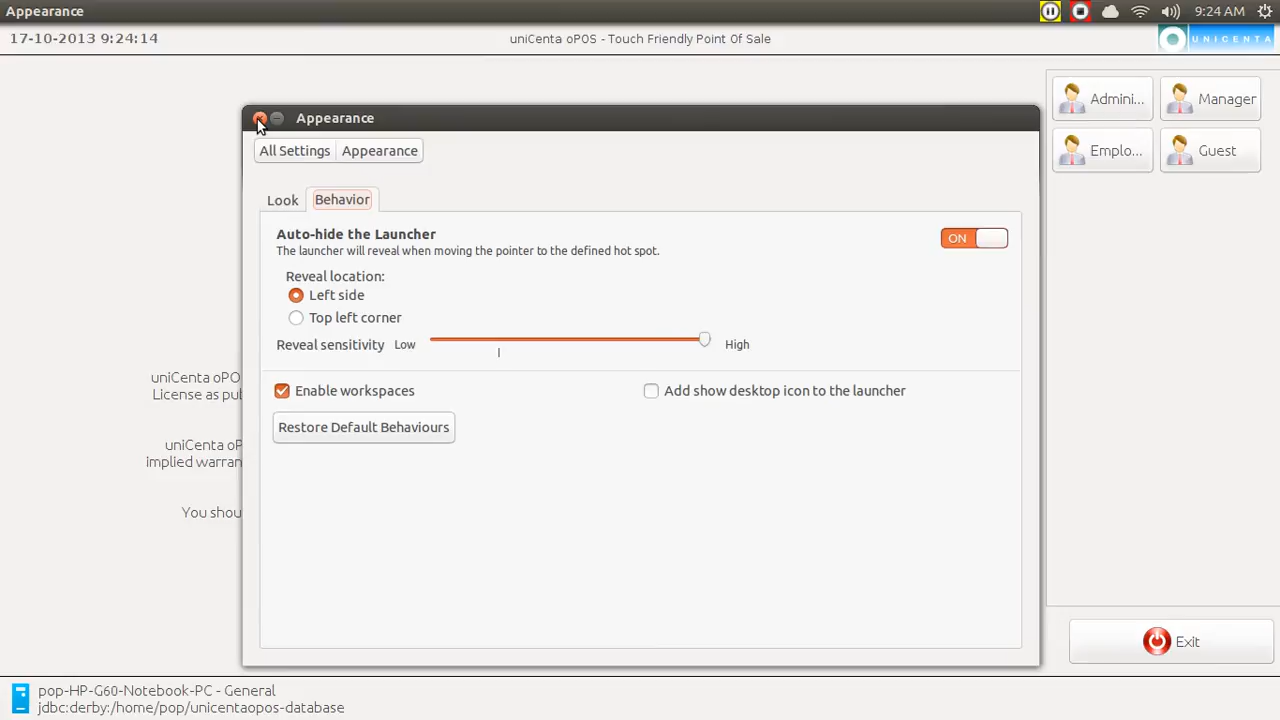 Appearance
9:24 AM
17-10-2013 9:24:14
uniCenta oPOS - Touch Friendly Point Of Sale
UNICENTA
Admini...
Manager
Emplo...
Guest
Appearance
All Settings
Appearance
Look
Behavior
Auto-hide the Launcher
The launcher will reveal when moving the pointer to the defined hot spot.
ON
Reveal location:
Left side
Top left corner
Reveal sensitivity
Low
High
Enable workspaces
Add show desktop icon to the launcher
Restore Default Behaviours
uniCenta oPO
License as pub
uniCenta oP
implied warran
You shou
Exit
pop-HP-G60-Notebook-PC - General
jdbc:derby:/home/pop/unicentaopos-database